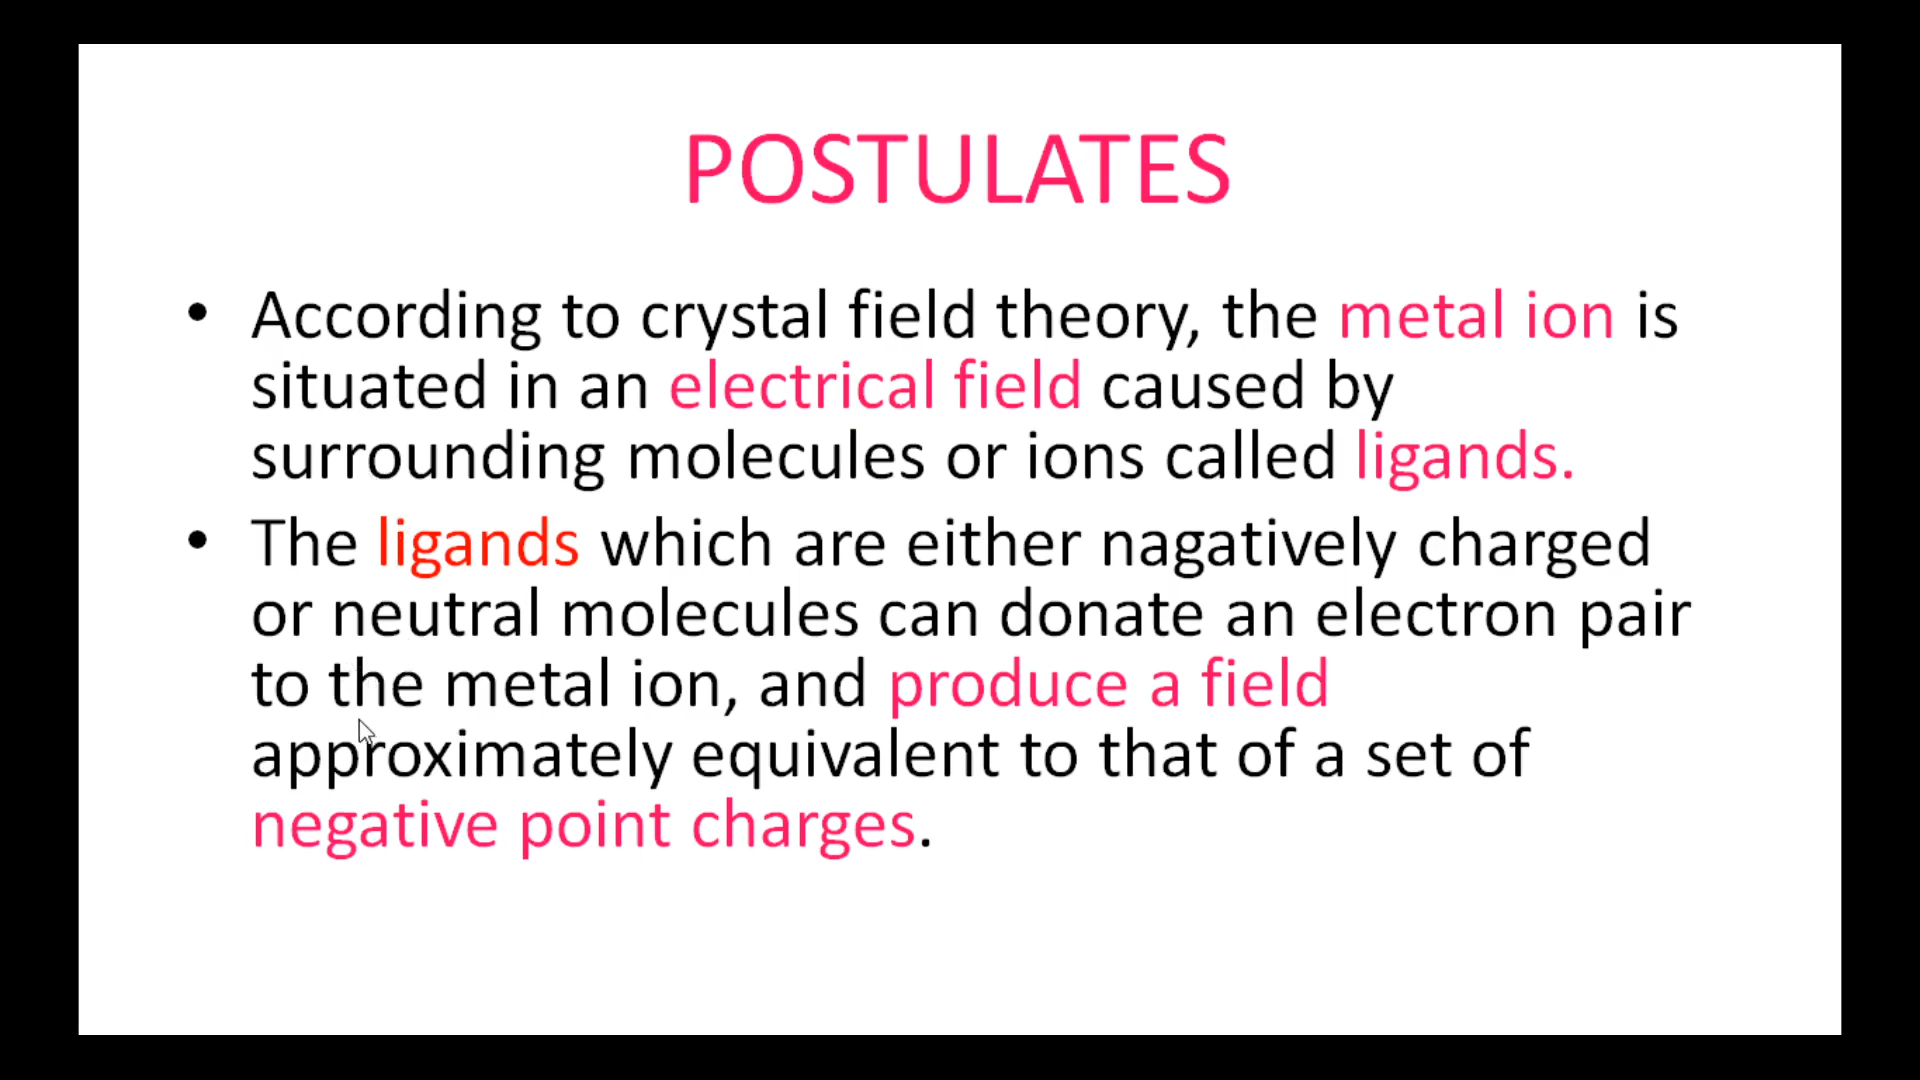 POSTULATES
• According to crystal field theory, the metal ion is
situated in an electrical field caused by
surrounding molecules or ions called ligands.
• The ligands which are either nagatively charged
or neutral molecules can donate an electron pair
to the metal ion, and produce a field
approximately equivalent to that of a set of
negative point charges.